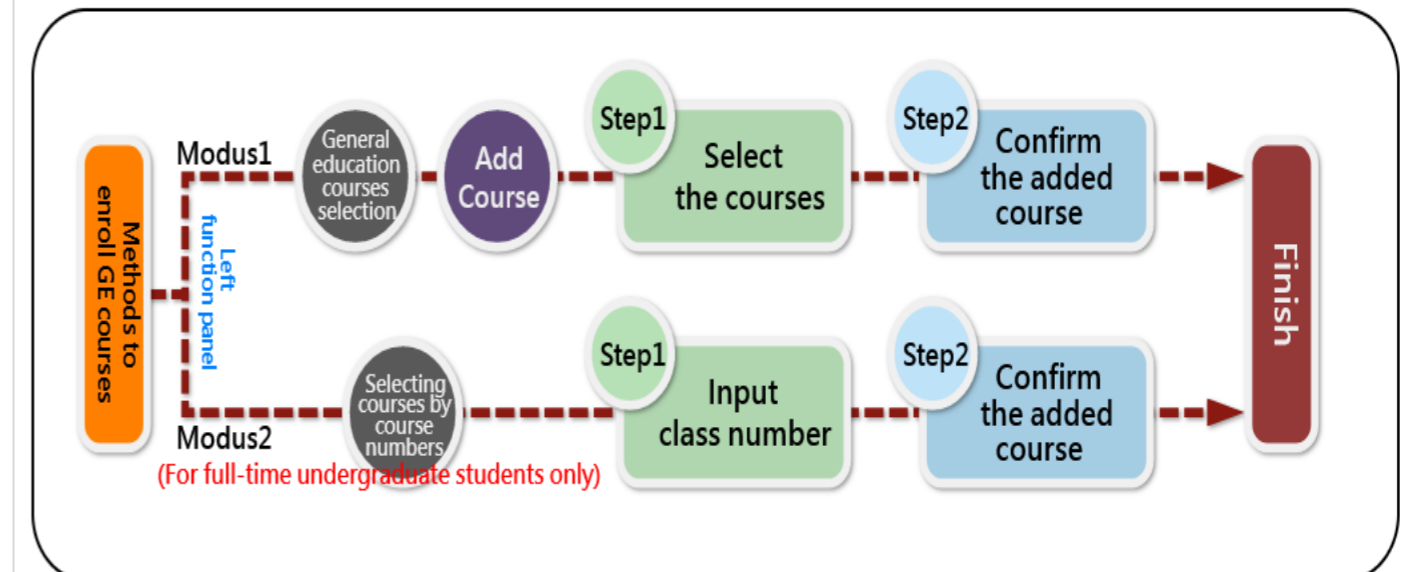 Methods to
enroll GE courses
Left
function panel
Modus1
General
education
courses
selection
Add
Course
Step1
Select
the courses
Step2
Confirm
the added
course
Modus2
(For full-time undergraduate students only)
Selecting
courses by
course
numbers
Step1
Input
class number
Step2
Confirm
the added
course
Finish